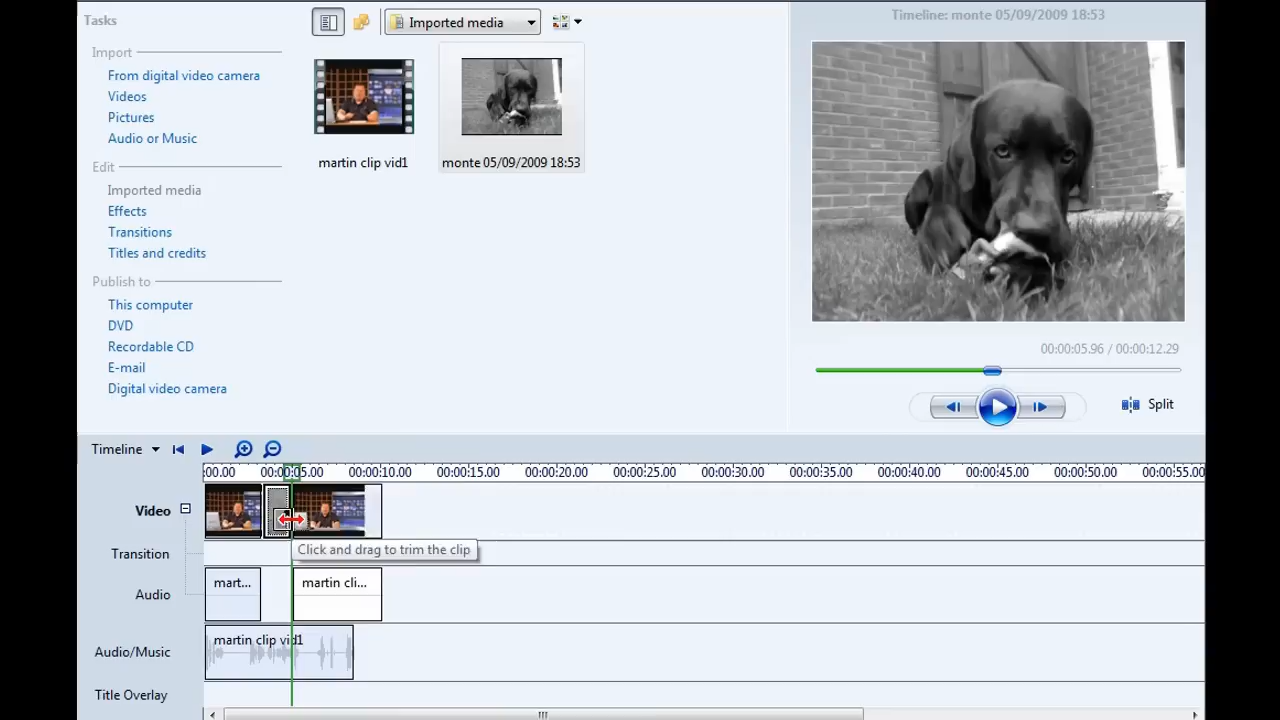 Tasks
Import
From digital video camera
Videos
Pictures
Audio or Music
Edit
Imported media
Effects
Transitions
Titles and credits
Publish to
This computer
DVD
Recordable CD
E-mail
Digital video camera
Imported media
martin clip vid1
monte 05/09/2009 18:53
Timeline: monte 05/09/2009 18:53
00:00:05.96 / 00:00:12.29
Split
Timeline
00.00 00:00:05.00 00:00:10.00 00:00:15.00 00:00:20.00 00:00:25.00 00:00:30.00 00:00:35.00 00:00:40.00 00:00:45.00 00:00:50.00 00:00:55.00
Video
Click and drag to trim the clip
Transition
Audio
mart...
martin cli...
Audio/Music
martin clip vid1
Title Overlay